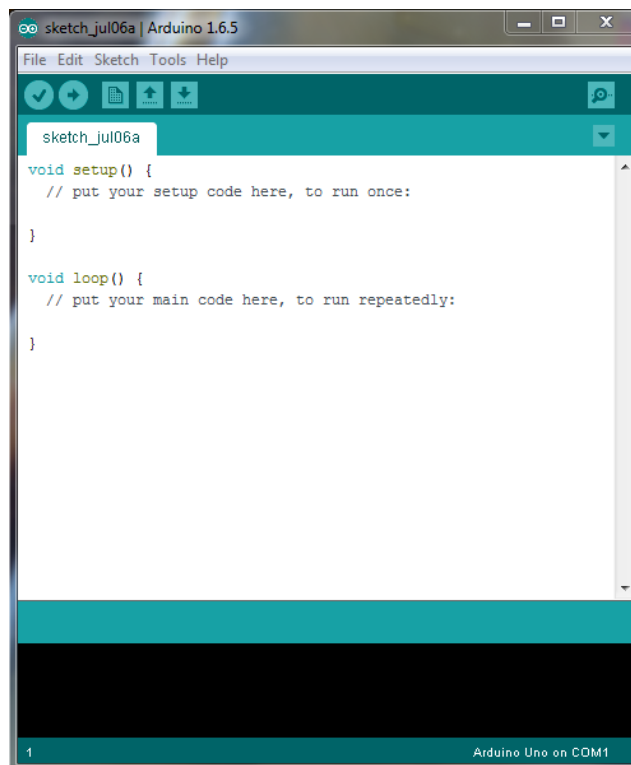 sketch_jul06a | Arduino 1.6.5
File Edit Sketch Tools Help
sketch_jul06a
void setup() {
  // put your setup code here, to run once:
}
void loop() {
  // put your main code here, to run repeatedly:
}
1
Arduino Uno on COM1